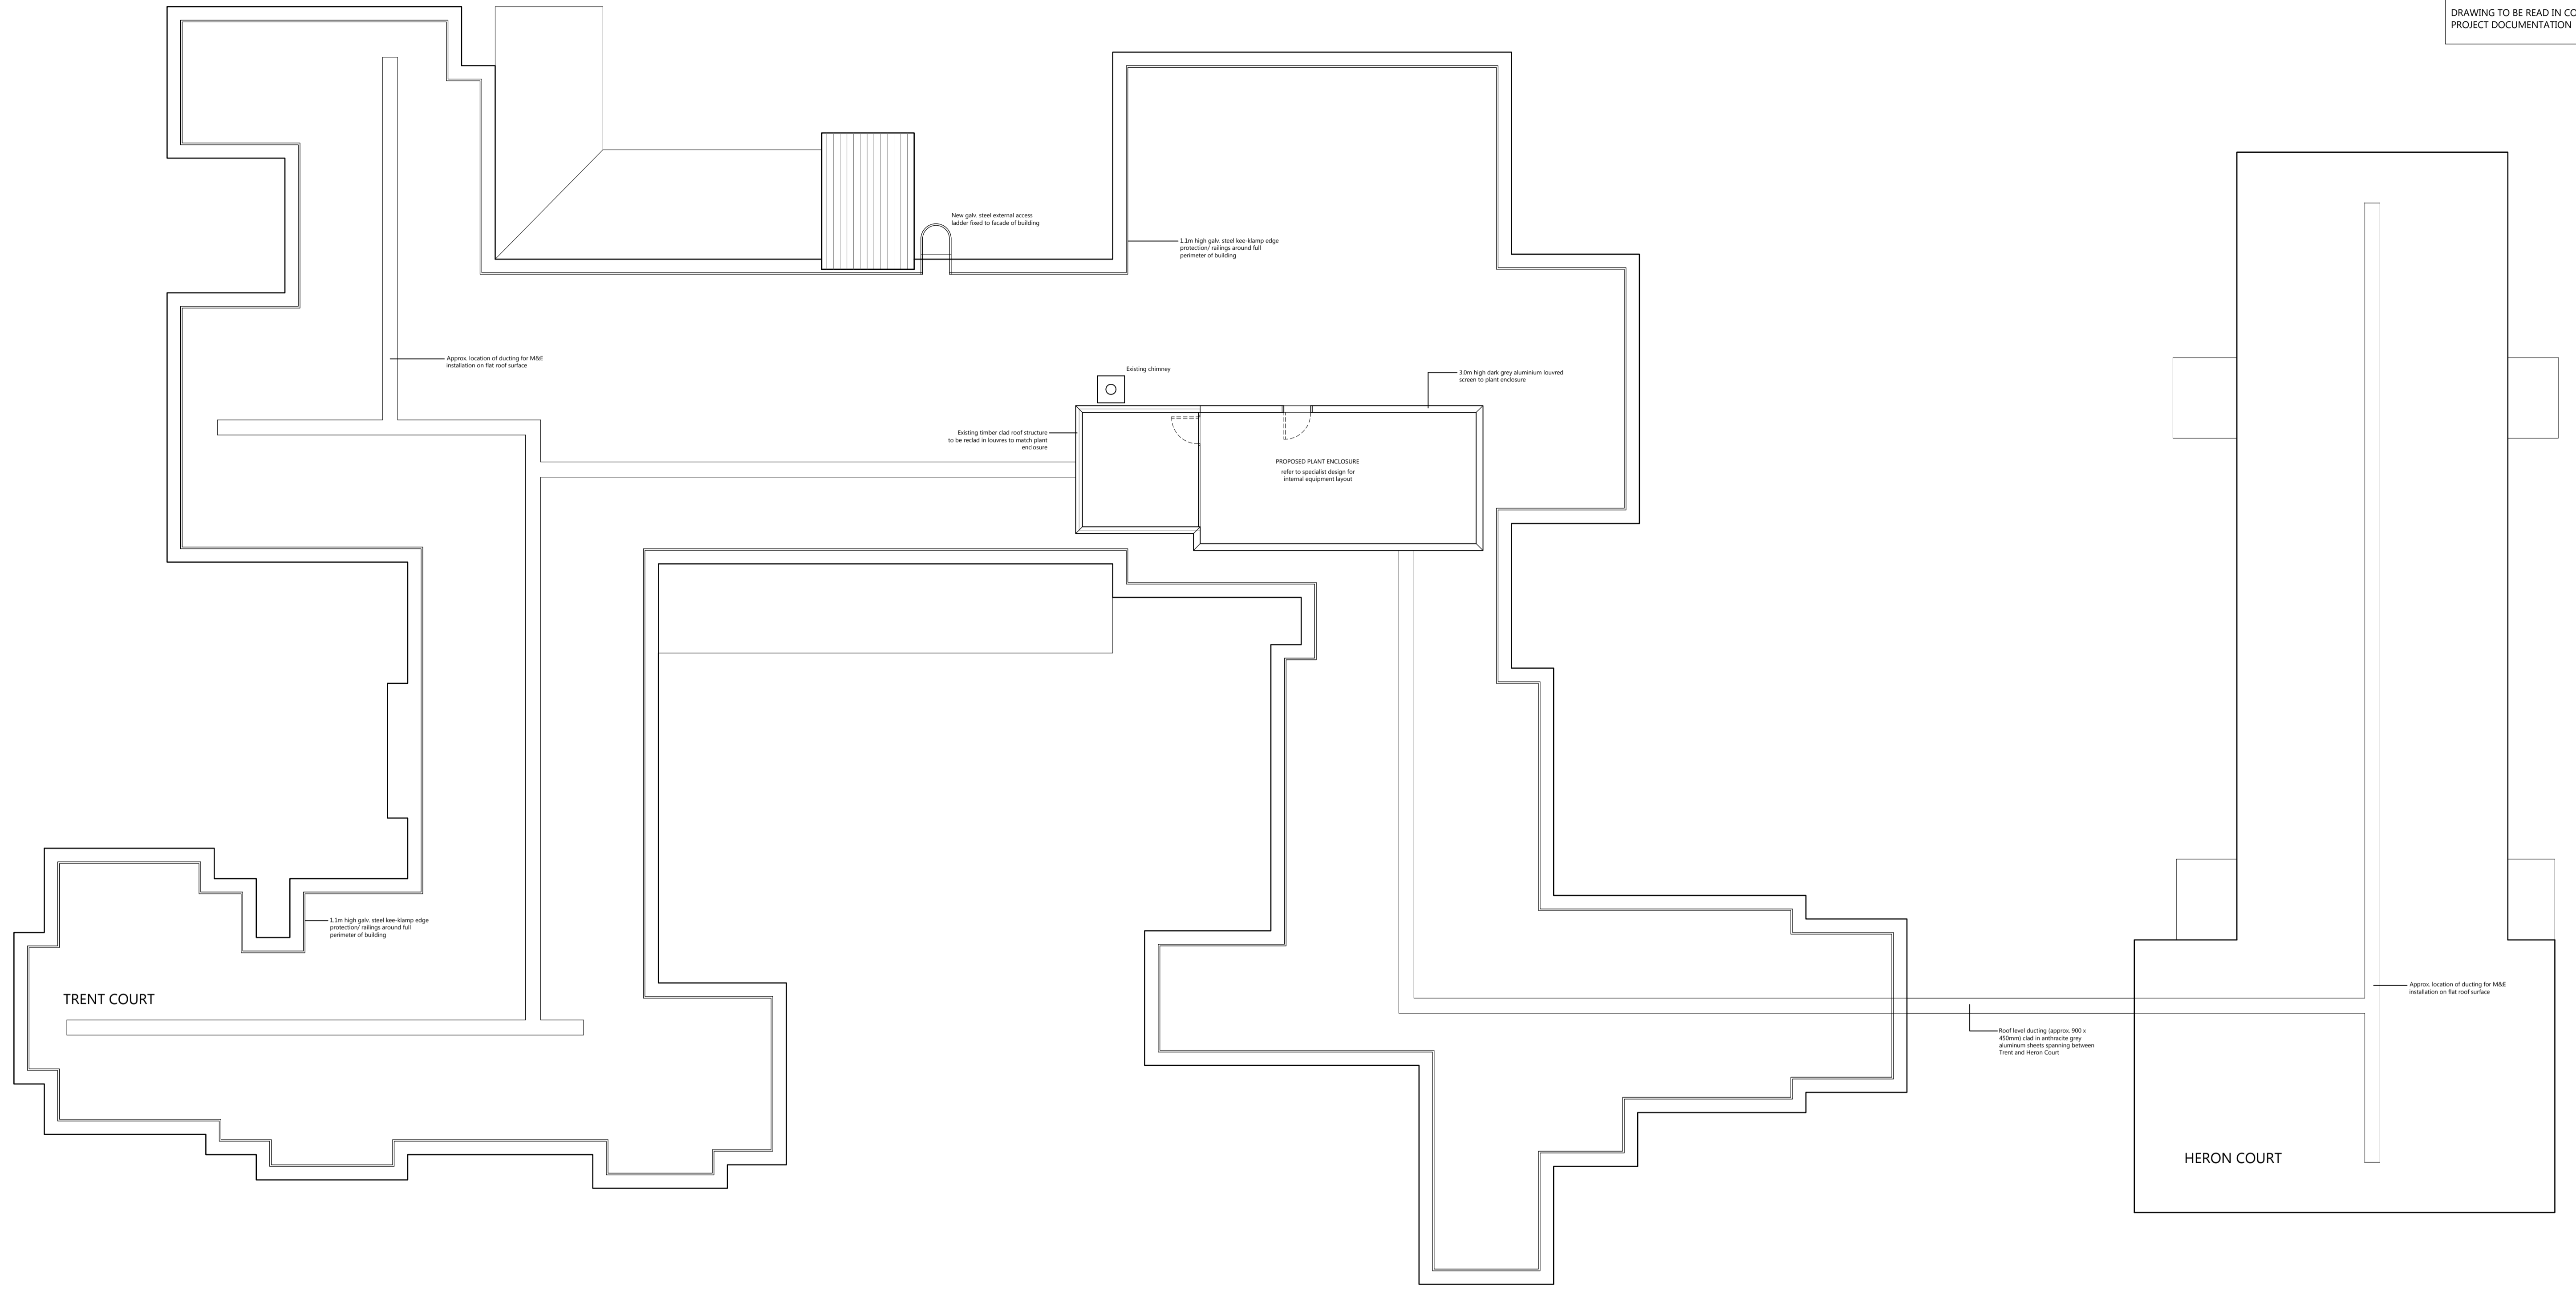 DRAWING TO BE READ IN CO
PROJECT DOCUMENTATION
New galv. steel external access
ladder fixed to facade of building
1.1m high galv. steel kee-klamp edge
protection/ railings around full
perimeter of building
Approx. location of ducting for M&E
installation on flat roof surface
Existing chimney
3.0m high dark grey aluminium louvred
screen to plant enclosure
Existing timber clad roof structure
to be reclad in louvres to match plant
enclosure
PROPOSED PLANT ENCLOSURE
refer to specialist design for
internal equipment layout
1.1m high galv. steel kee-klamp edge
protection/ railings around full
perimeter of building
TRENT COURT
Approx. location of ducting for M&E
installation on flat roof surface
Roof level ducting (approx. 900 x
450mm) clad in anthracite grey
aluminum sheets spanning between
Trent and Heron Court
HERON COURT